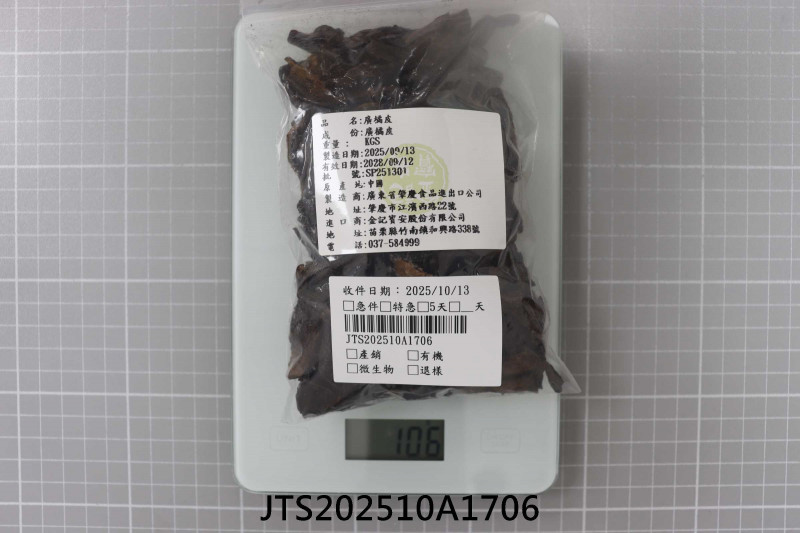 品 名:廣橘皮
成 份:廣橘皮
重量: KGS
製造日期:2025/09/13
有效日期:2028/09/12
批 號:SP251301
原 產 地:中國
製 造 商:廣東省肇慶食品進出口公司
地 址:肇慶市江濱西路22號
進 口 商:金記寶安股份有限公司
地 址:苗栗縣竹南鎮和興路338號
電 話:037-584999
收件日期：2025/10/13
□急件□特急□5天□__天
JTS202510A1706
□產銷 □有機
□微生物 □退樣
106
JTS202510A1706